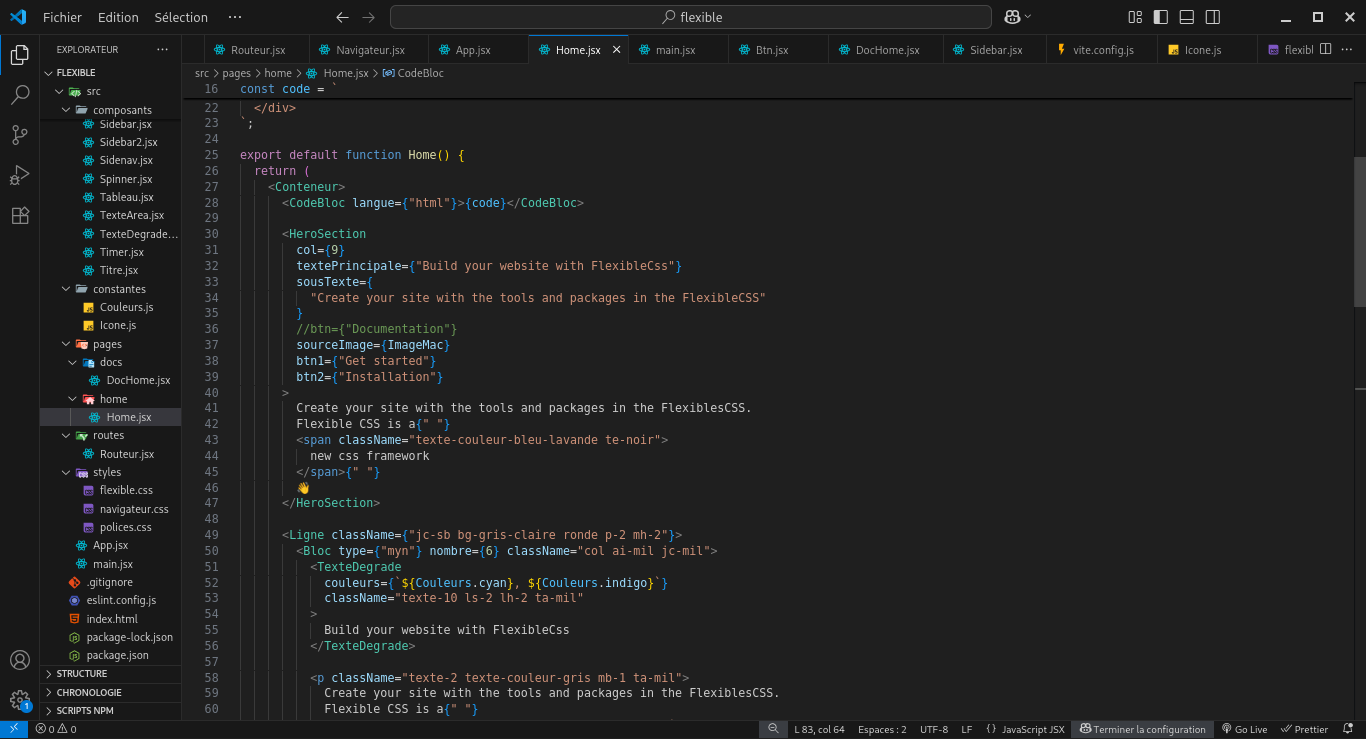 Fichier Edition Sélection ··· flexible
EXPLORATEUR ···
Routeur.jsx Navigateur.jsx App.jsx Home.jsx main.jsx Btn.jsx DocHome.jsx Sidebar.jsx vite.config.js Icone.js flexibl ···
src > pages > home > Home.jsx > CodeBloc
FLEXIBLE
src
composants
Sidebar.jsx
Sidebar2.jsx
Sidenav.jsx
Spinner.jsx
Tableau.jsx
TexteArea.jsx
TexteDegrade...
Timer.jsx
Titre.jsx
constantes
Couleurs.js
Icone.js
pages
docs
DocHome.jsx
home
Home.jsx
routes
Routeur.jsx
styles
flexible.css
navigateur.css
polices.css
App.jsx
main.jsx
.gitignore
eslint.config.js
index.html
package-lock.json
package.json
STRUCTURE
CHRONOLOGIE
SCRIPTS NPM
16 const code = `
22 </div>
23 `;
24
25 export default function Home() {
26 return (
27 <Conteneur>
28 <CodeBloc langue={"html"}>{code}</CodeBloc>
29
30 <HeroSection
31 col={9}
32 textePrincipale={"Build your website with FlexibleCss"}
33 sousTexte={
34 "Create your site with the tools and packages in the FlexibleCSS"
35 }
36 //btn={"Documentation"}
37 sourceImage={ImageMac}
38 btn1={"Get started"}
39 btn2={"Installation"}
40 >
41 Create your site with the tools and packages in the FlexiblesCSS.
42 Flexible CSS is a{" "}
43 <span className="texte-couleur-bleu-lavande te-noir">
44 new css framework
45 </span>{" "}
46 👋
47 </HeroSection>
48
49 <Ligne className={"jc-sb bg-gris-claire ronde p-2 mh-2"}>
50 <Bloc type={"myn"} nombre={6} className="col ai-mil jc-mil">
51 <TexteDegrade
52 couleurs={`${Couleurs.cyan}, ${Couleurs.indigo}`}
53 className="texte-10 ls-2 lh-2 ta-mil"
54 >
55 Build your website with FlexibleCss
56 </TexteDegrade>
57
58 <p className="texte-2 texte-couleur-gris mb-1 ta-mil">
59 Create your site with the tools and packages in the FlexiblesCSS.
60 Flexible CSS is a{" "}
1
0 0 L 83, col 64 Espaces : 2 UTF-8 LF {} JavaScript JSX Terminer la configuration Go Live Prettier